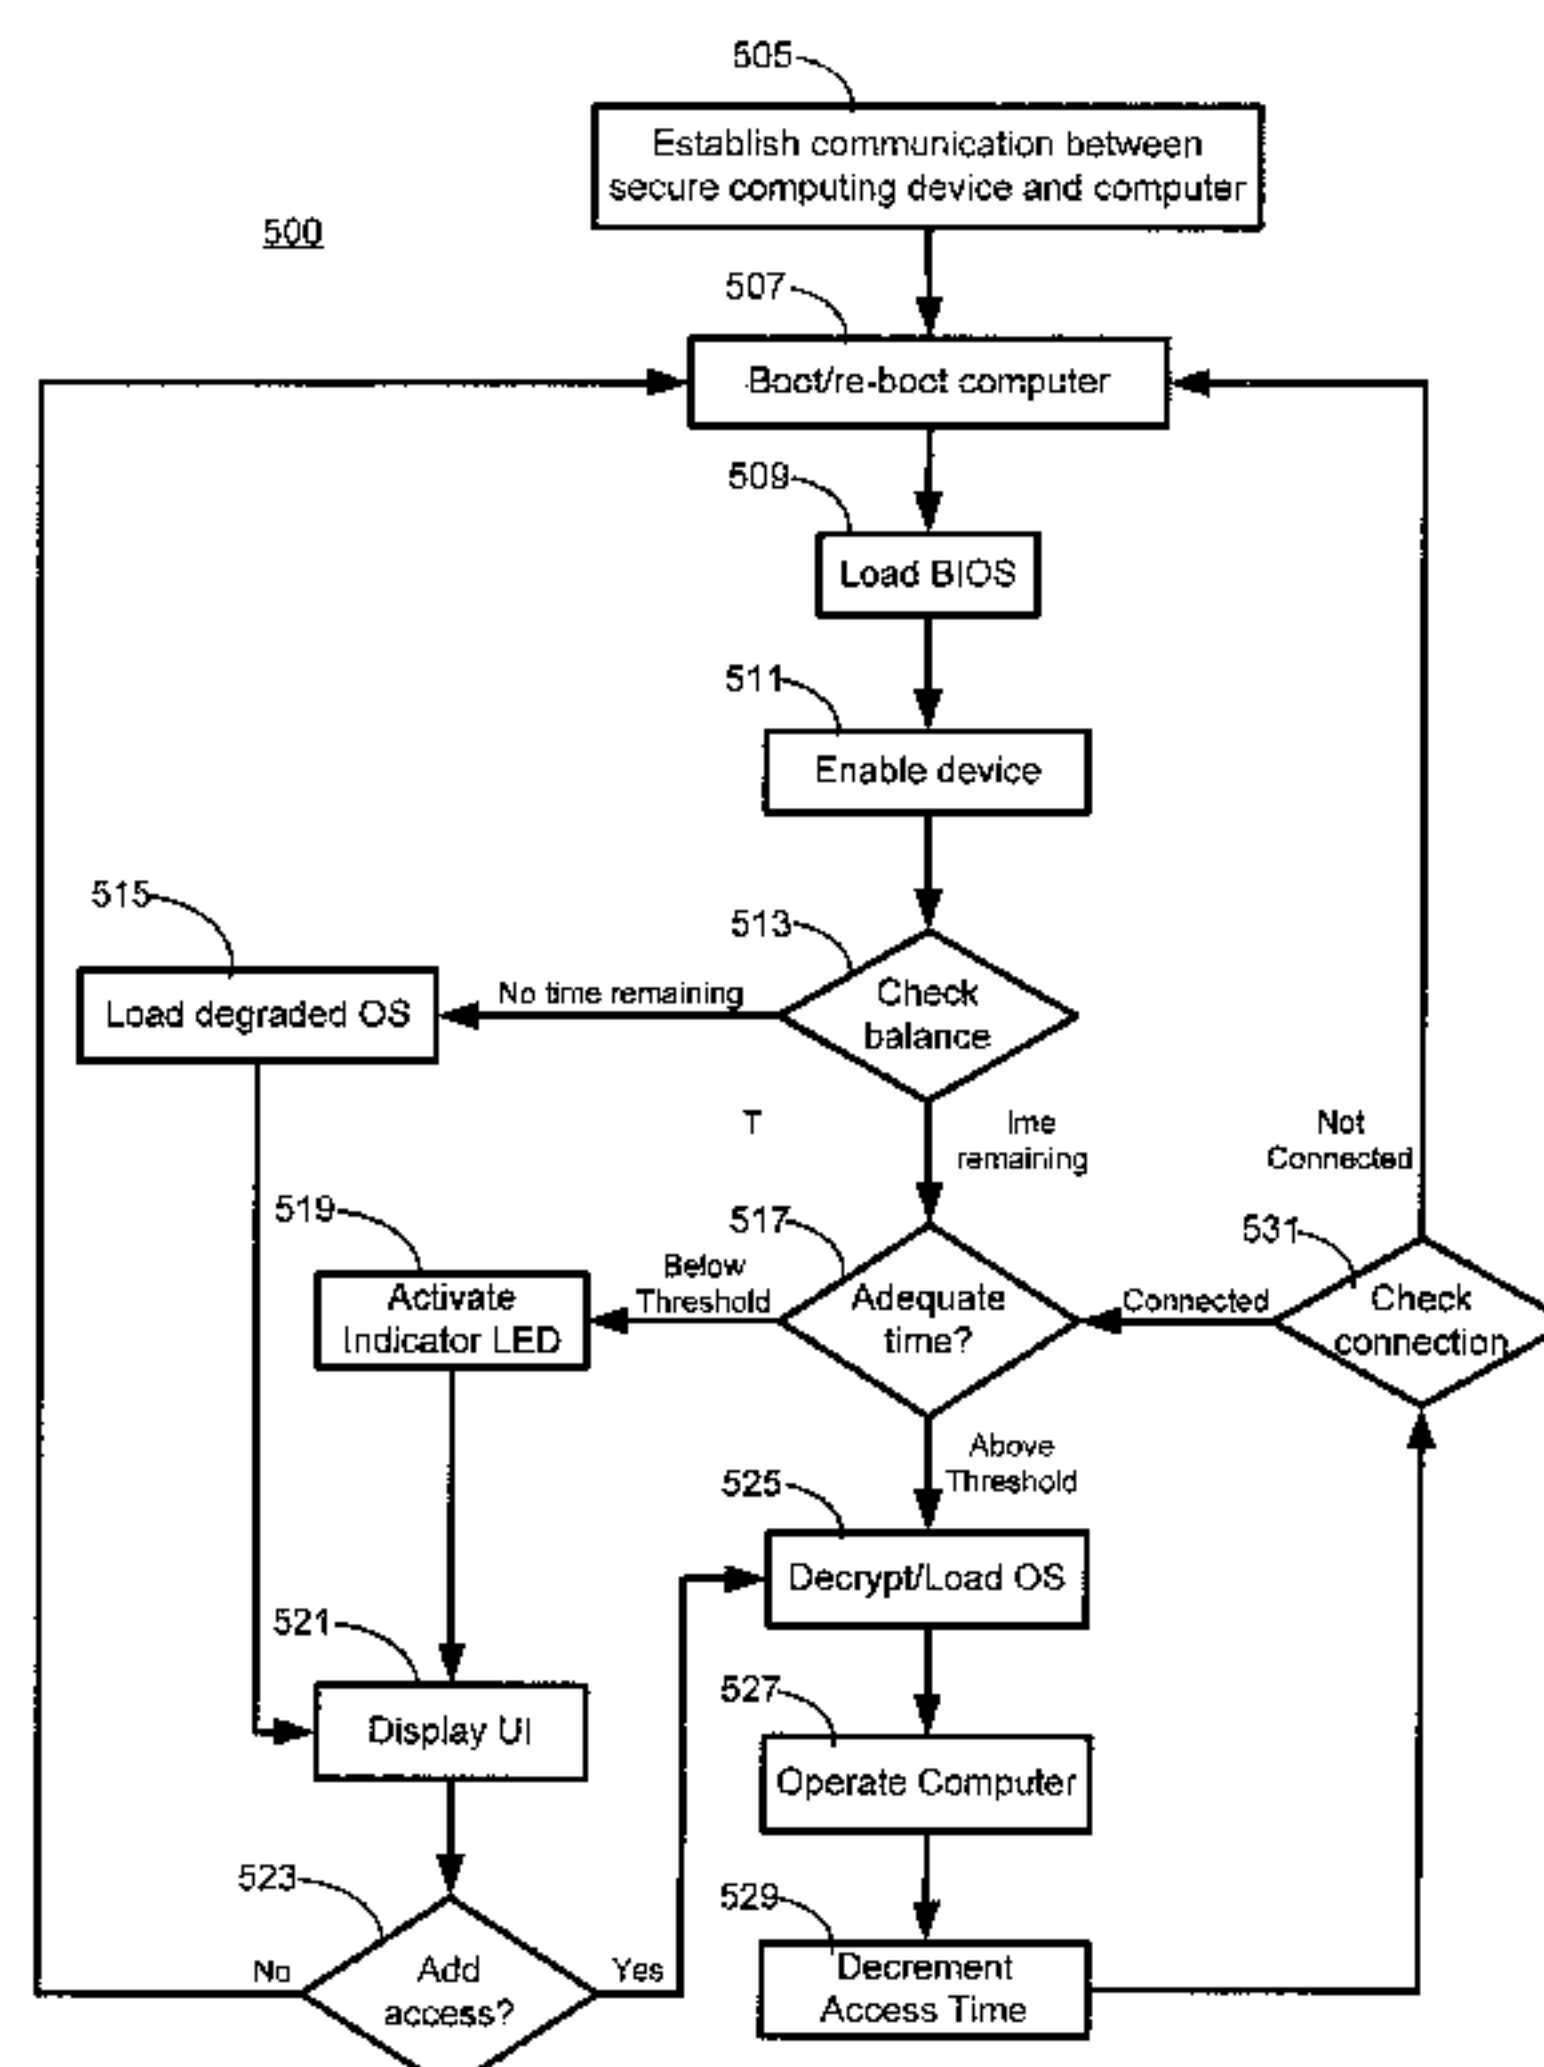 505
Establish communication between
secure computing device and computer
500
507
Boot/re-boot computer
509
Load BIOS
511
Enable device
515
513
Load degraded OS
No time remaining
Check
balance
T
Ime
remaining
Not
Connected
519
517
531
Activate
Indicator LED
Below
Threshold
Adequate
time?
Connected
Check
connection
Above
Threshold
525
Decrypt/Load OS
521
Display UI
527
Operate Computer
523
No
Add
access?
Yes
529
Decrement
Access Time